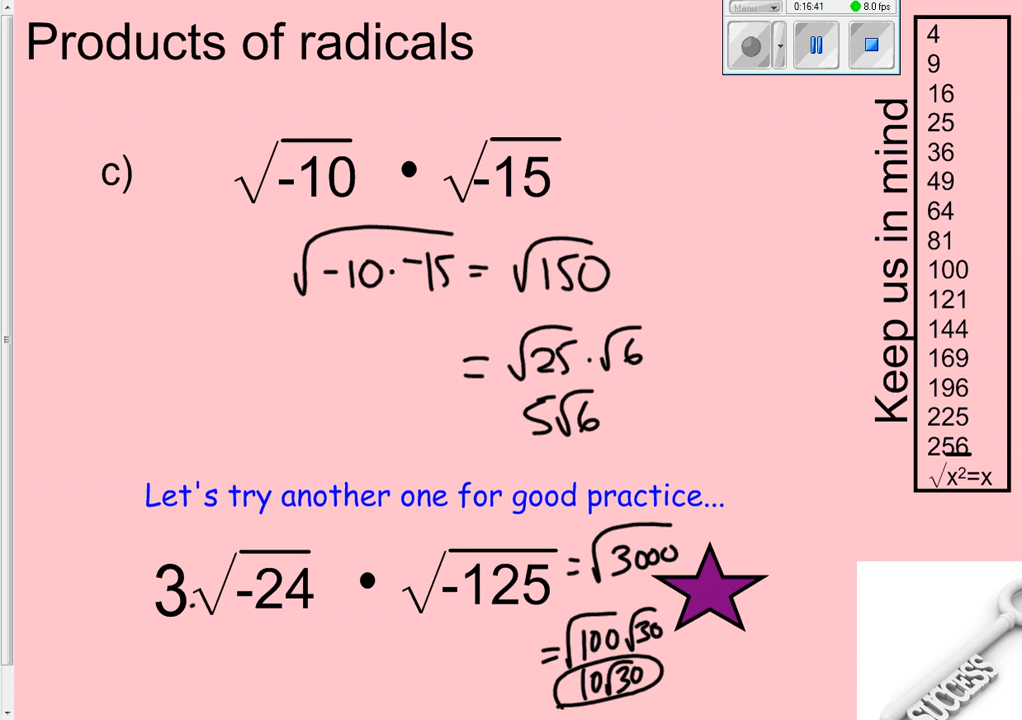 Menu 0:16:41 8.0 fps
Products of radicals
c) √-10 • √-15
√-10·-15 = √150
= √25 · √6
5√6
Let's try another one for good practice...
3.√-24 • √-125 = √3000
= √100 √30
10√30
Keep us in mind
4
9
16
25
36
49
64
81
100
121
144
169
196
225
256
√x²=x
SUCCESS